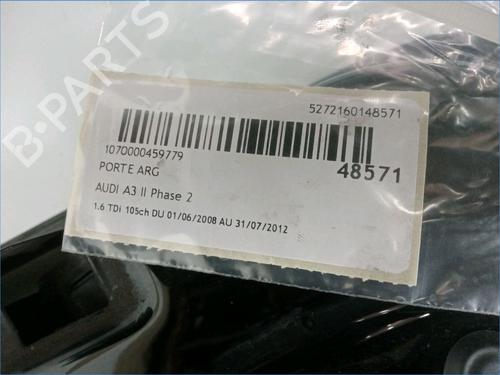 B-PARTS
5272160148571
1070000459779
48571
PORTE ARG
AUDI A3 II Phase 2
1.6 TDi 105ch DU 01/06/2008 AU 31/07/2012